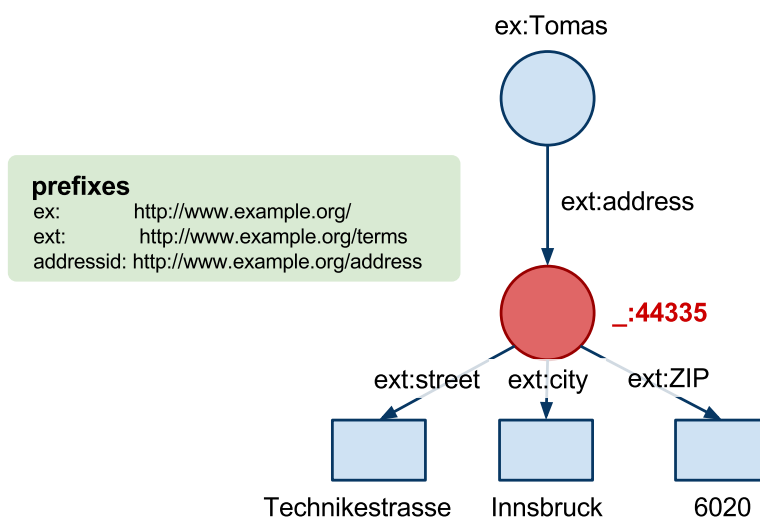 ex:Tomas
prefixes
ex: http://www.example.org/
ext: http://www.example.org/terms
addressid: http://www.example.org/address
ext:address
_:44335
ext:street ext:city ext:ZIP
Technikestrasse Innsbruck 6020